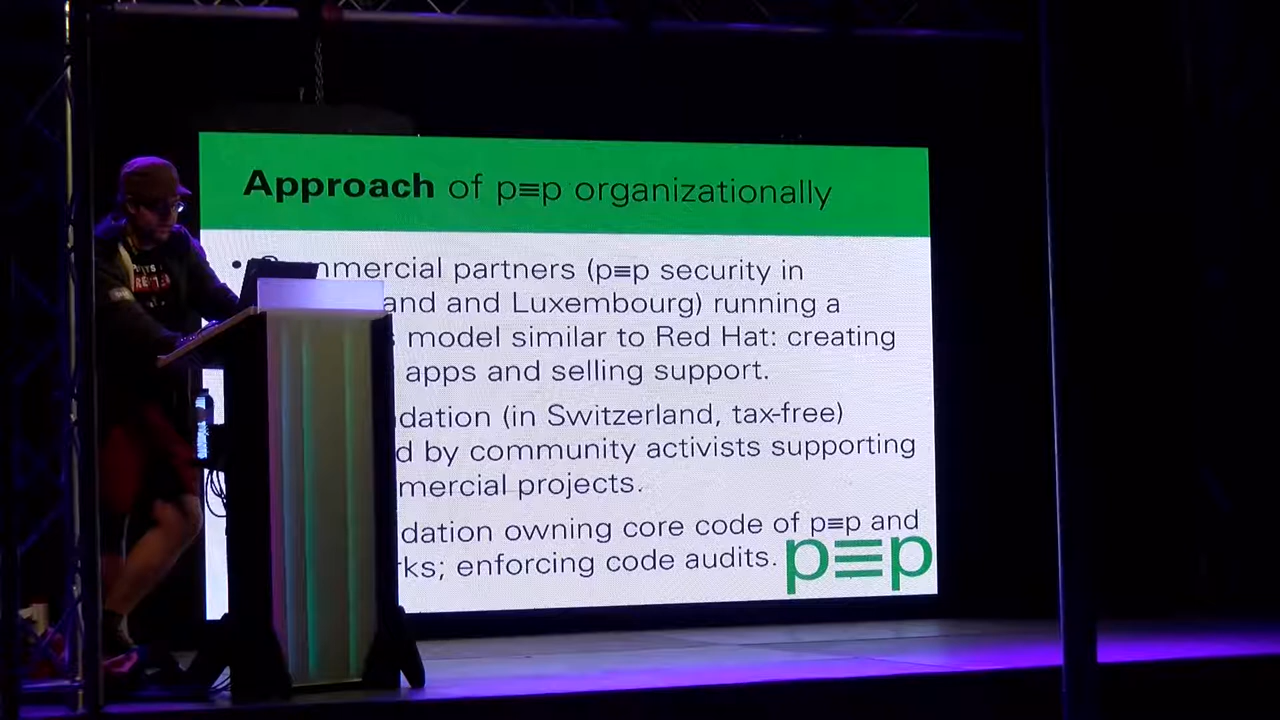 Approach of p≡p organizationally
• Commercial partners (p≡p security in
and and Luxembourg) running a
model similar to Red Hat: creating
apps and selling support.
dation (in Switzerland, tax-free)
d by community activists supporting
mercial projects.
dation owning core code of p≡p and
rks; enforcing code audits.
p≡p